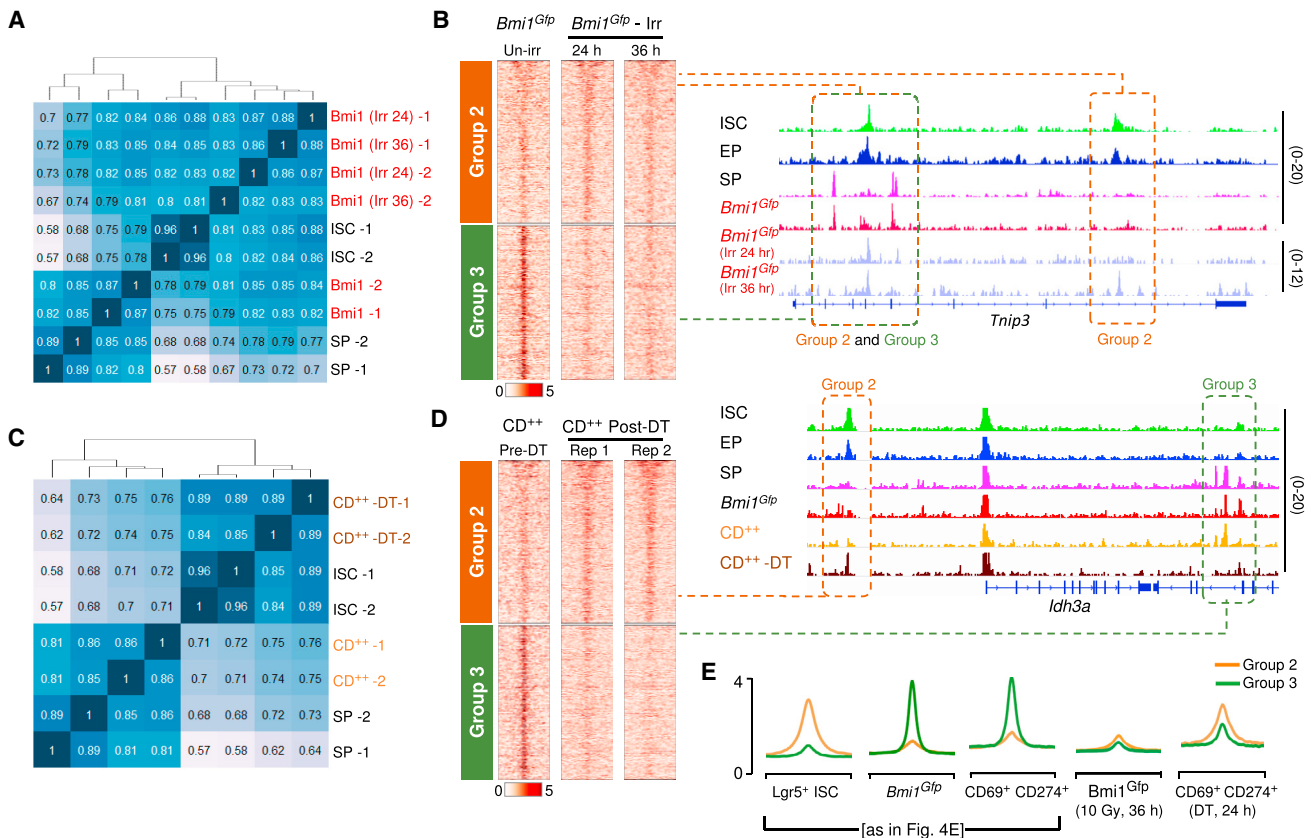 A
0.7 0.77 0.82 0.84 0.86 0.88 0.83 0.87 0.88 1 Bmi1 (Irr 24) -1
0.72 0.79 0.83 0.85 0.84 0.85 0.83 0.86 1 0.88 Bmi1 (Irr 36) -1
0.73 0.78 0.82 0.85 0.82 0.83 0.82 1 0.86 0.87 Bmi1 (Irr 24) -2
0.67 0.74 0.79 0.81 0.8 0.81 1 0.82 0.83 0.83 Bmi1 (Irr 36) -2
0.58 0.68 0.75 0.79 0.96 1 0.81 0.83 0.85 0.88 ISC -1
0.57 0.68 0.75 0.78 1 0.96 0.8 0.82 0.84 0.86 ISC -2
0.8 0.85 0.87 1 0.78 0.79 0.81 0.85 0.85 0.84 Bmi1 -2
0.82 0.85 1 0.87 0.75 0.75 0.79 0.82 0.83 0.82 Bmi1 -1
0.89 1 0.85 0.85 0.68 0.68 0.74 0.78 0.79 0.77 SP -2
1 0.89 0.82 0.8 0.57 0.58 0.67 0.73 0.72 0.7 SP -1
B
Bmi1Gfp Bmi1Gfp - Irr
Un-irr 24 h 36 h
Group 2
Group 3
0 5
ISC
EP
SP
Bmi1Gfp
Bmi1Gfp
(Irr 24 hr)
Bmi1Gfp
(Irr 36 hr)
(0-20)
(0-12)
Tnip3
Group 2 and Group 3
Group 2
C
0.64 0.73 0.75 0.76 0.89 0.89 0.89 1 CD++ -DT-1
0.62 0.72 0.74 0.75 0.84 0.85 1 0.89 CD++ -DT-2
0.58 0.68 0.71 0.72 0.96 1 0.85 0.89 ISC -1
0.57 0.68 0.7 0.71 1 0.96 0.84 0.89 ISC -2
0.81 0.86 0.86 1 0.71 0.72 0.75 0.76 CD++ -1
0.81 0.85 1 0.86 0.7 0.71 0.74 0.75 CD++ -2
0.89 1 0.85 0.86 0.68 0.68 0.72 0.73 SP -2
1 0.89 0.81 0.81 0.57 0.58 0.62 0.64 SP -1
D
CD++ CD++ Post-DT
Pre-DT Rep 1 Rep 2
Group 2
Group 3
0 5
Group 2
Group 3
ISC
EP
SP
Bmi1Gfp
CD++
CD++ -DT
(0-20)
Idh3a
E
Group 2
Group 3
4
0
Lgr5+ ISC
Bmi1Gfp
CD69+ CD274+
Bmi1Gfp
(10 Gy, 36 h)
CD69+ CD274+
(DT, 24 h)
[as in Fig. 4E]